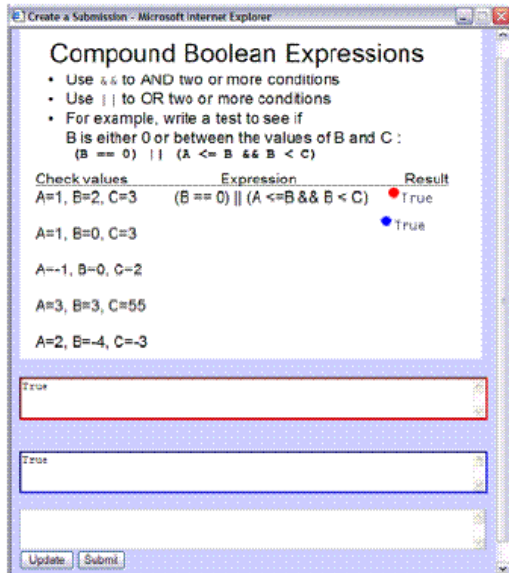 Create a Submission - Microsoft Internet Explorer
Compound Boolean Expressions
• Use && to AND two or more conditions
• Use || to OR two or more conditions
• For example, write a test to see if
B is either 0 or between the values of B and C :
(B == 0) || (A <= B && B < C)
Check values Expression Result
A=1, B=2, C=3 (B == 0) || (A <=B && B < C) True
True
A=1, B=0, C=3
A=-1, B=0, C=2
A=3, B=3, C=55
A=2, B=-4, C=-3
True
True
Update Submit